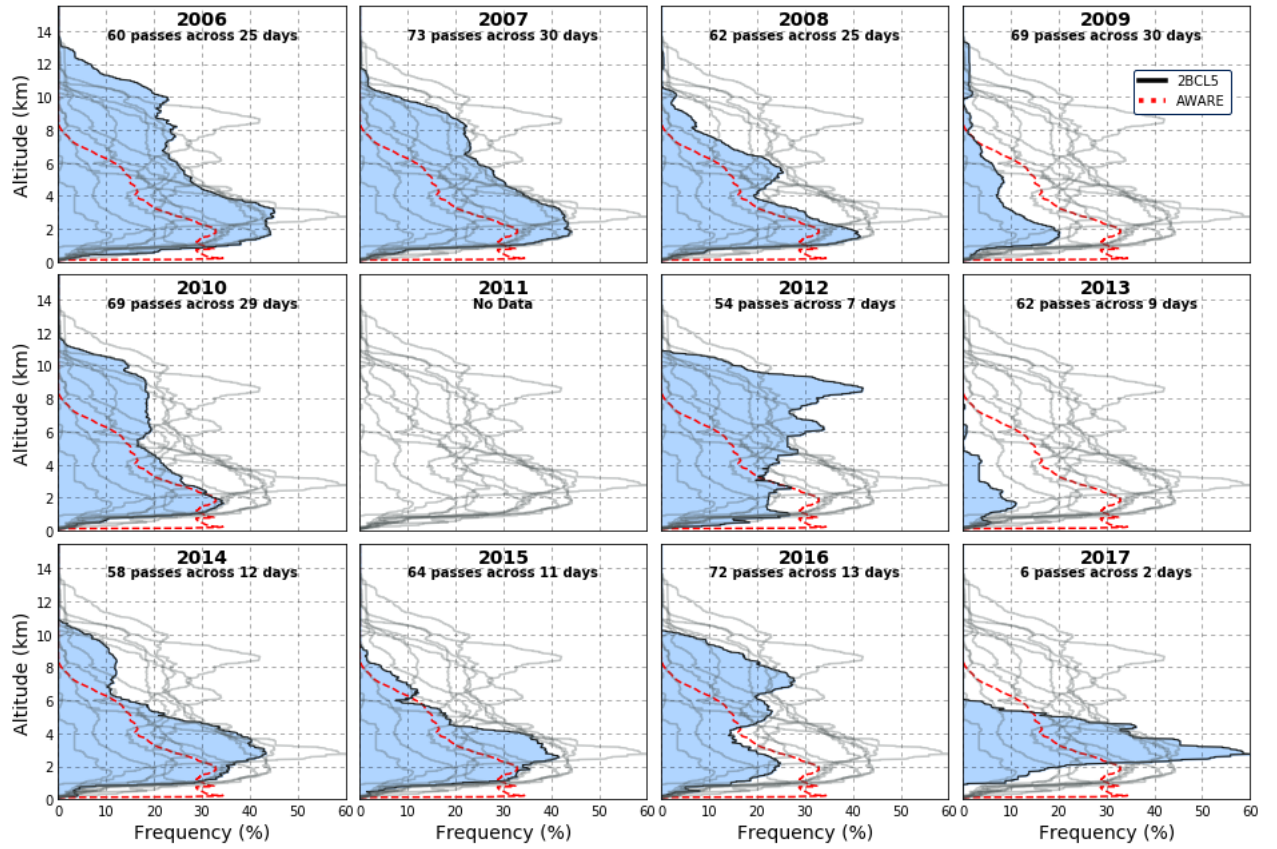 2006
60 passes across 25 days
2007
73 passes across 30 days
2008
62 passes across 25 days
2009
69 passes across 30 days
2BCL5
AWARE
Altitude (km)
14
12
10
8
6
4
2
0
2010
69 passes across 29 days
2011
No Data
2012
54 passes across 7 days
2013
62 passes across 9 days
Altitude (km)
14
12
10
8
6
4
2
0
2014
58 passes across 12 days
2015
64 passes across 11 days
2016
72 passes across 13 days
2017
6 passes across 2 days
Altitude (km)
14
12
10
8
6
4
2
0
0 10 20 30 40 50 60
0 10 20 30 40 50 60
0 10 20 30 40 50 60
0 10 20 30 40 50 60
Frequency (%)
Frequency (%)
Frequency (%)
Frequency (%)